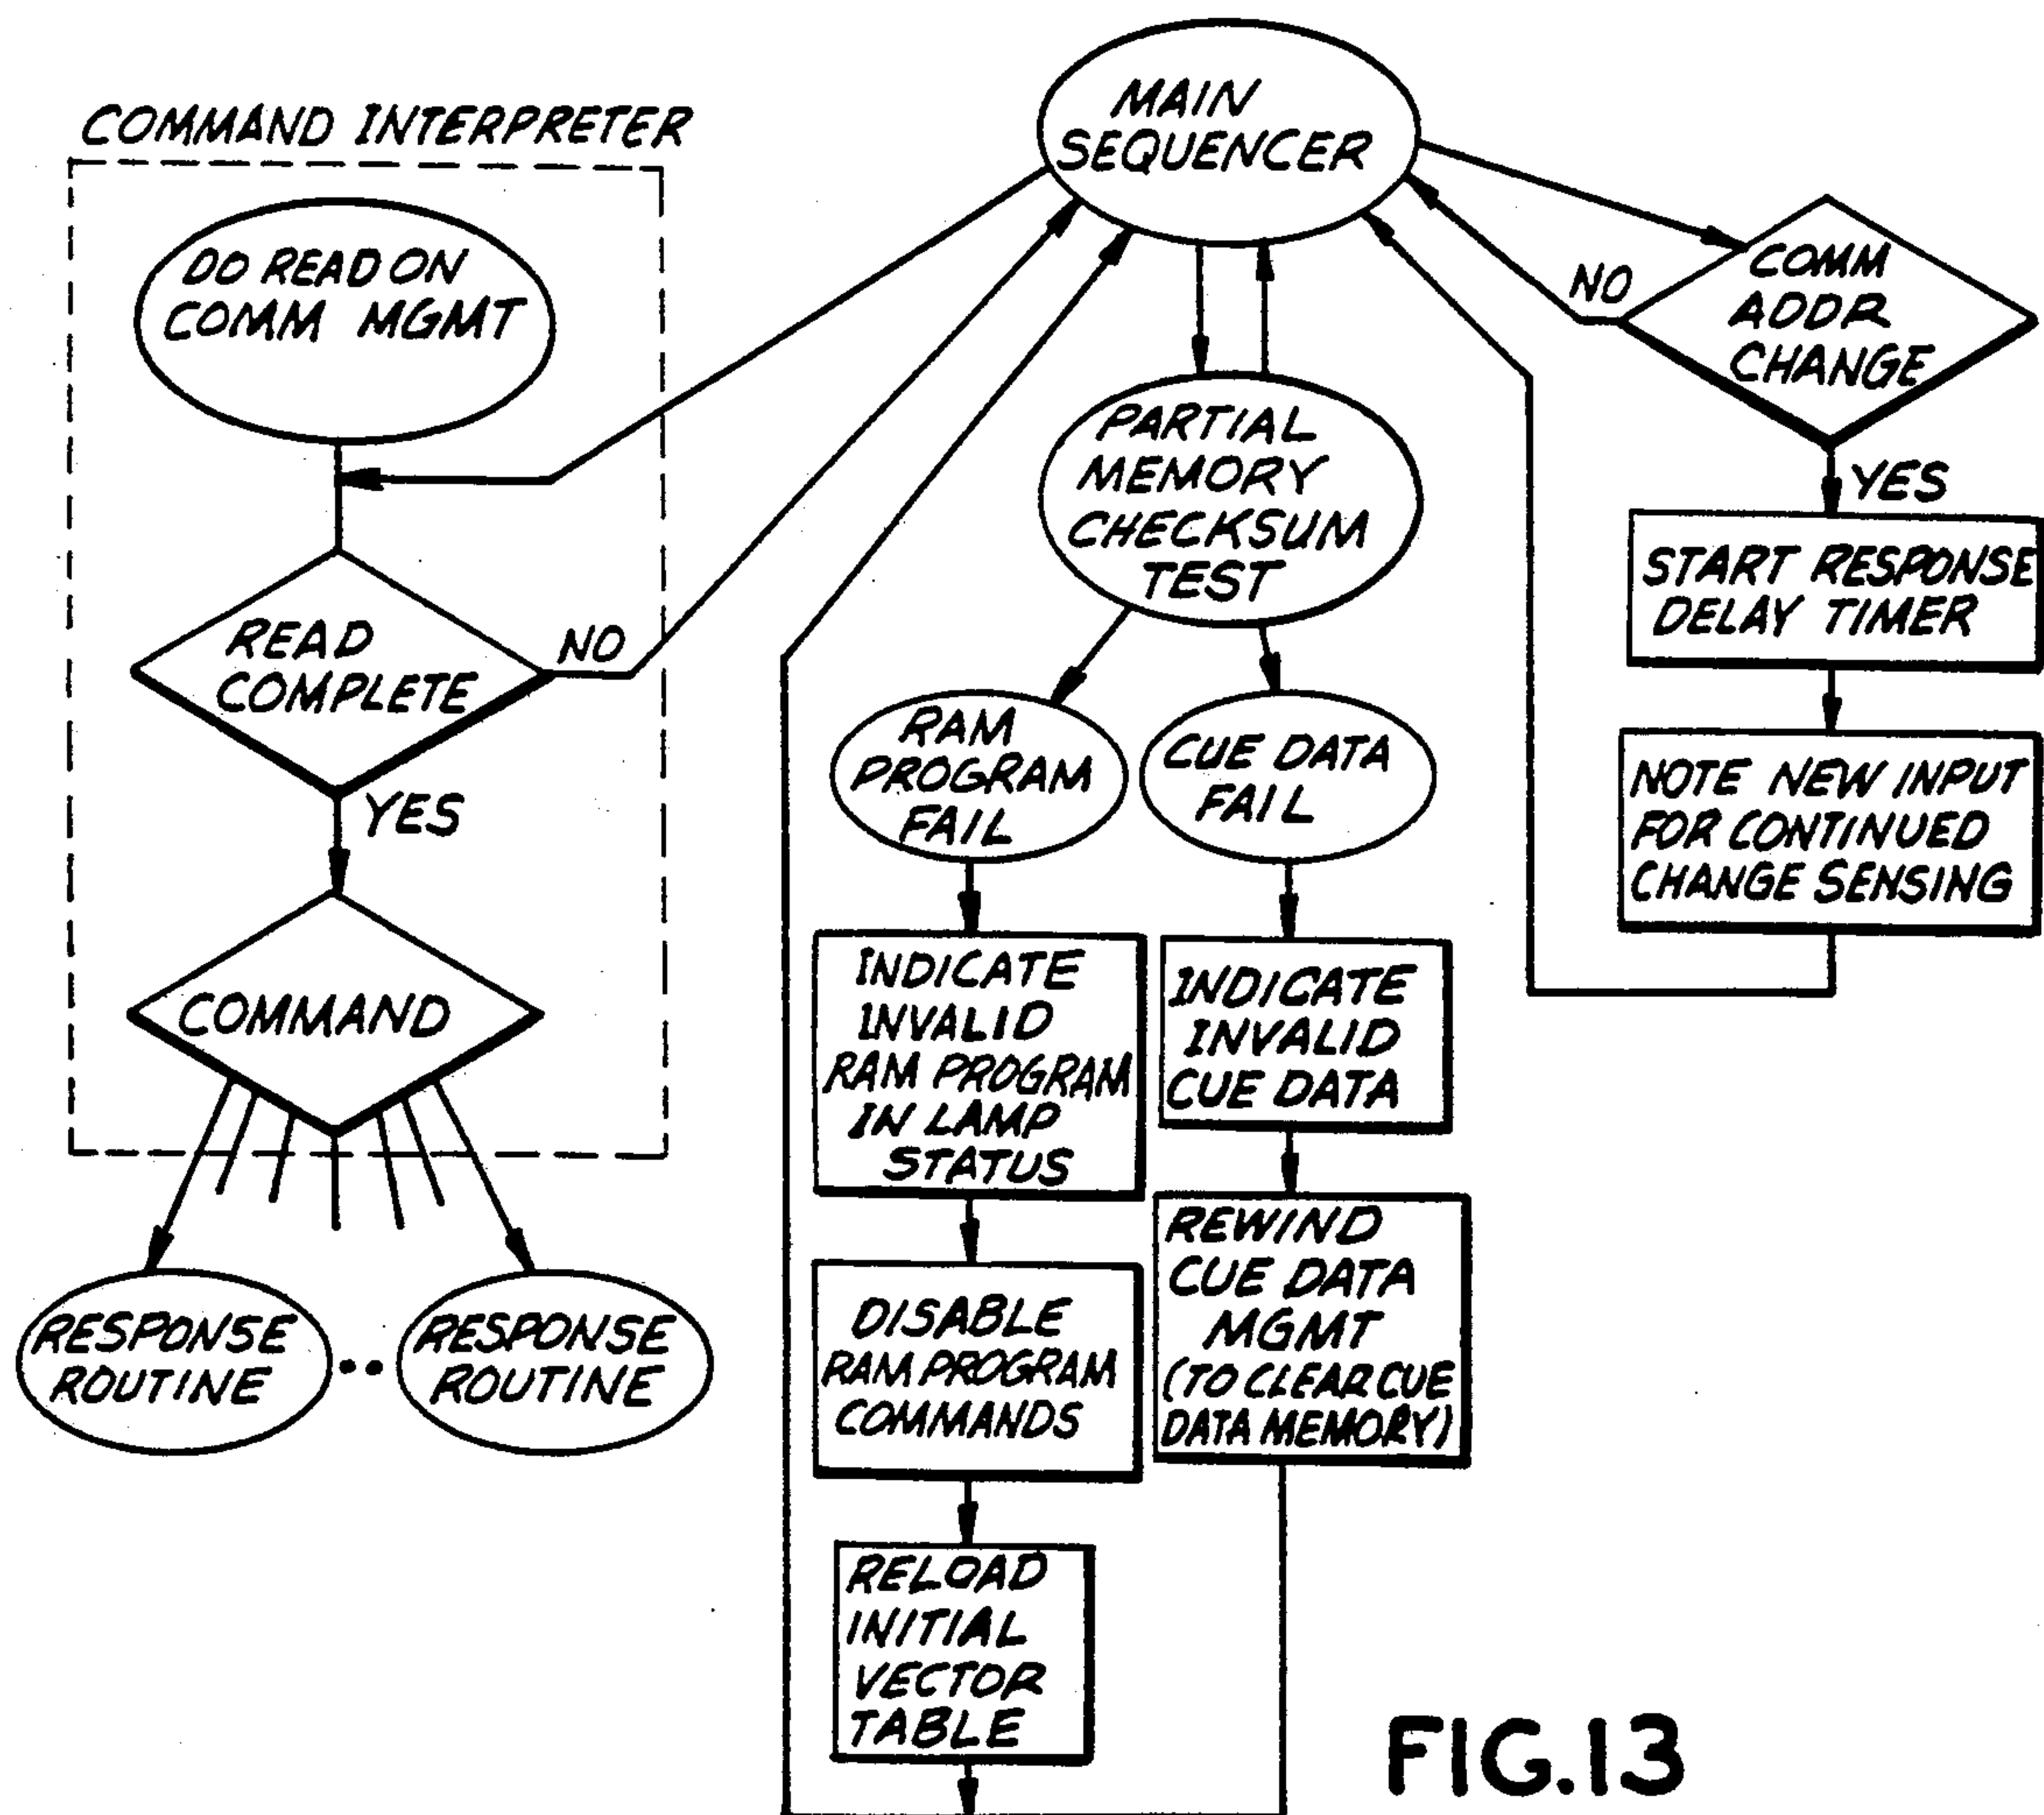 COMMAND INTERPRETER
DO READ ON
COMM MGMT
READ
COMPLETE
NO
YES
COMMAND
RESPONSE
ROUTINE
RESPONSE
ROUTINE
MAIN
SEQUENCER
PARTIAL
MEMORY
CHECKSUM
TEST
RAM
PROGRAM
FAIL
INDICATE
INVALID
RAM PROGRAM
IN LAMP
STATUS
DISABLE
RAM PROGRAM
COMMANDS
RELOAD
INITIAL
VECTOR
TABLE
CUE DATA
FAIL
INDICATE
INVALID
CUE DATA
REWIND
CUE DATA
MGMT
(TO CLEAR CUE
DATA MEMORY)
COMM
ADDR
CHANGE
NO
YES
START RESPONSE
DELAY TIMER
NOTE NEW INPUT
FOR CONTINUED
CHANGE SENSING
FIG.13